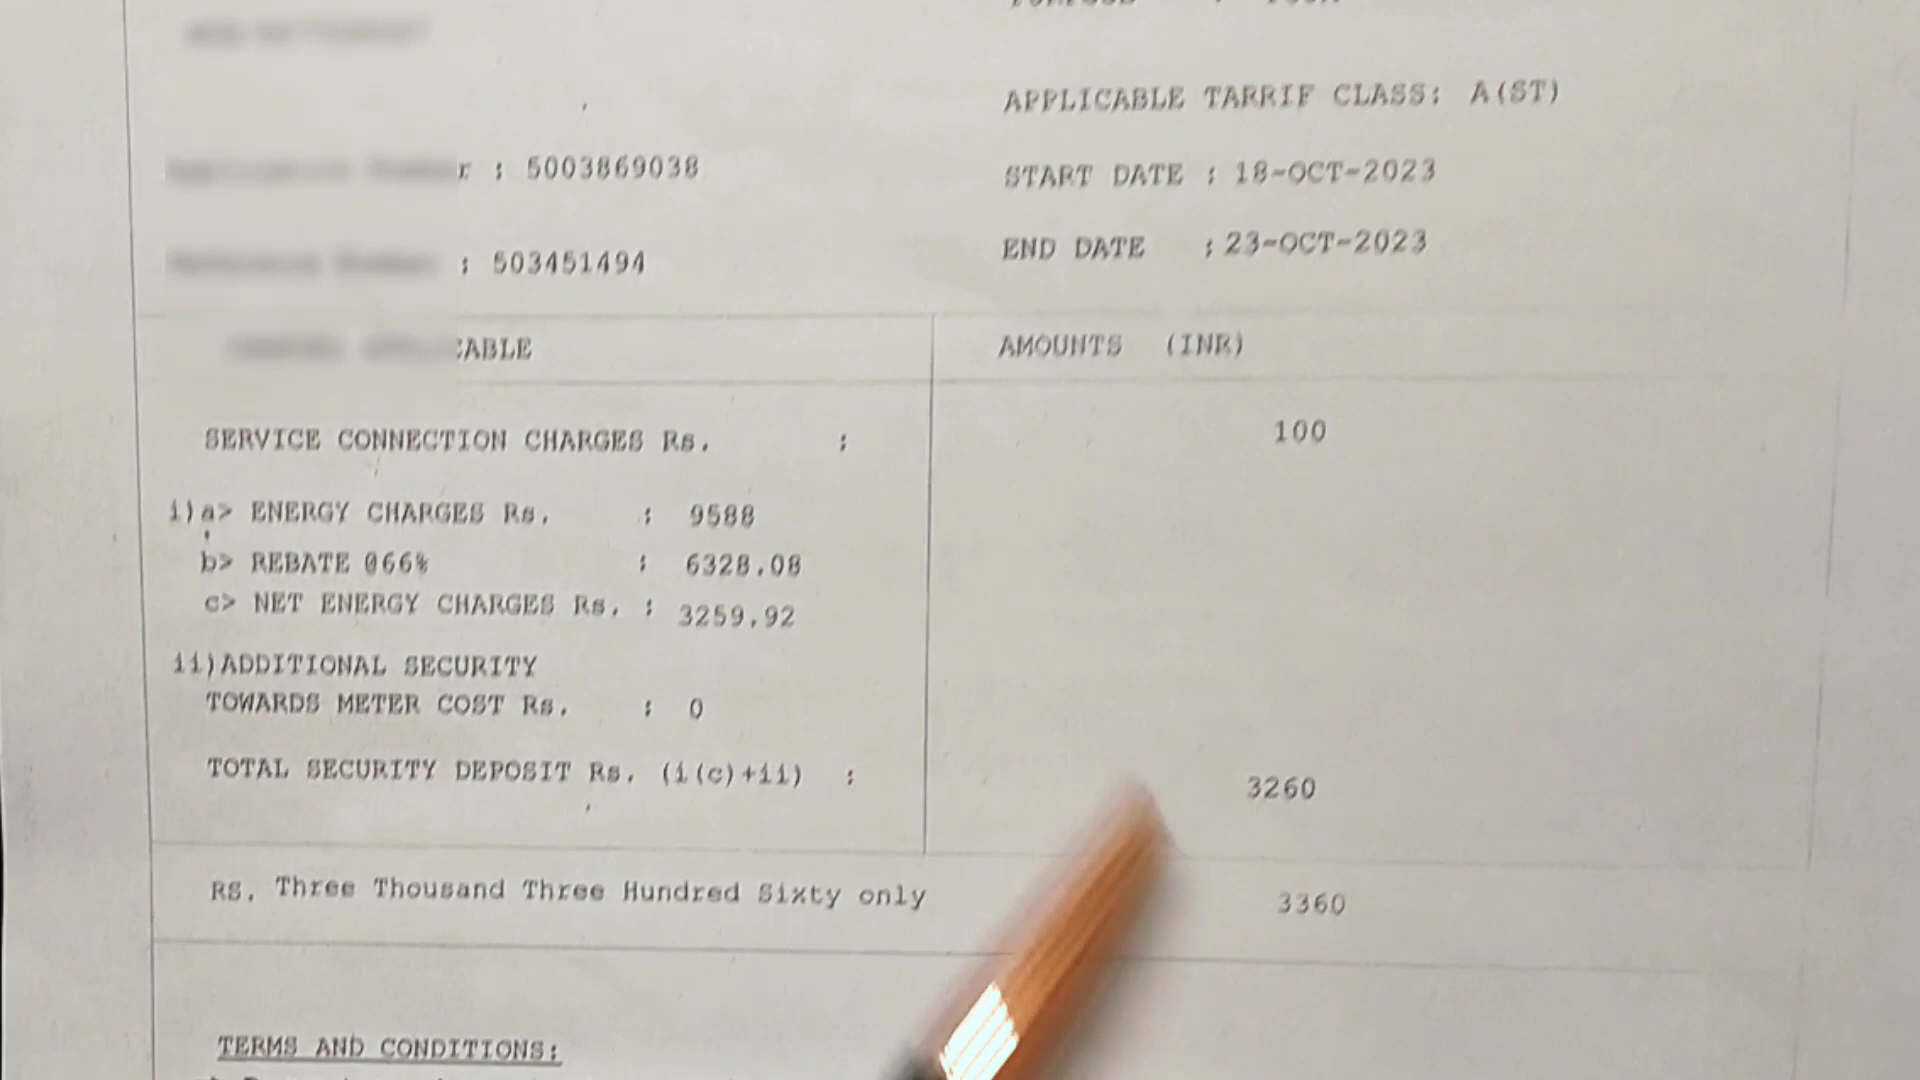 APPLICABLE TARRIF CLASS: A(ST)
: 5003869038
START DATE : 18-OCT-2023
: 503451494
END DATE : 23-OCT-2023
AMOUNTS (INR)
SERVICE CONNECTION CHARGES Rs. : 100
i)a> ENERGY CHARGES Rs. : 9588
b> REBATE @66% : 6328.08
c> NET ENERGY CHARGES Rs. : 3259.92
ii)ADDITIONAL SECURITY
TOWARDS METER COST Rs. : 0
TOTAL SECURITY DEPOSIT Rs. (i(c)+ii) : 3260
RS. Three Thousand Three Hundred Sixty only 3360
TERMS AND CONDITIONS: